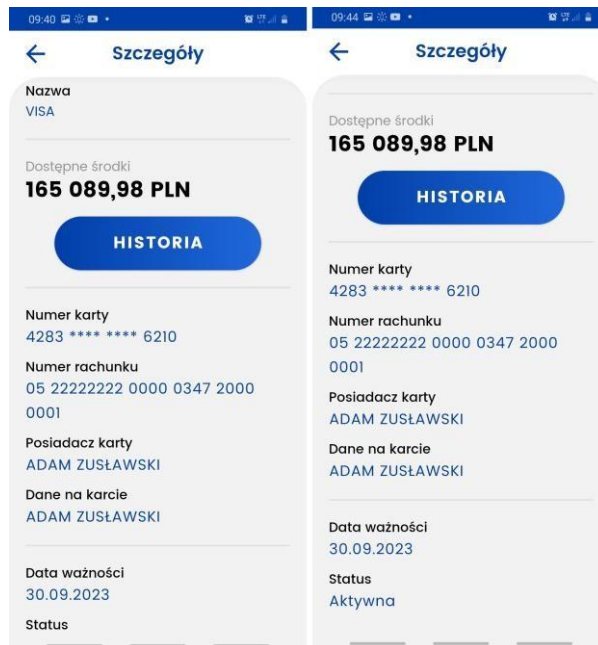 09:40
Szczegóły
Nazwa
VISA
Dostępne środki
165 089,98 PLN
HISTORIA
Numer karty
4283 **** **** 6210
Numer rachunku
05 22222222 0000 0347 2000
0001
Posiadacz karty
ADAM ZUSŁAWSKI
Dane na karcie
ADAM ZUSŁAWSKI
Data ważności
30.09.2023
Status
09:44
Szczegóły
Dostępne środki
165 089,98 PLN
HISTORIA
Numer karty
4283 **** **** 6210
Numer rachunku
05 22222222 0000 0347 2000
0001
Posiadacz karty
ADAM ZUSŁAWSKI
Dane na karcie
ADAM ZUSŁAWSKI
Data ważności
30.09.2023
Status
Aktywna